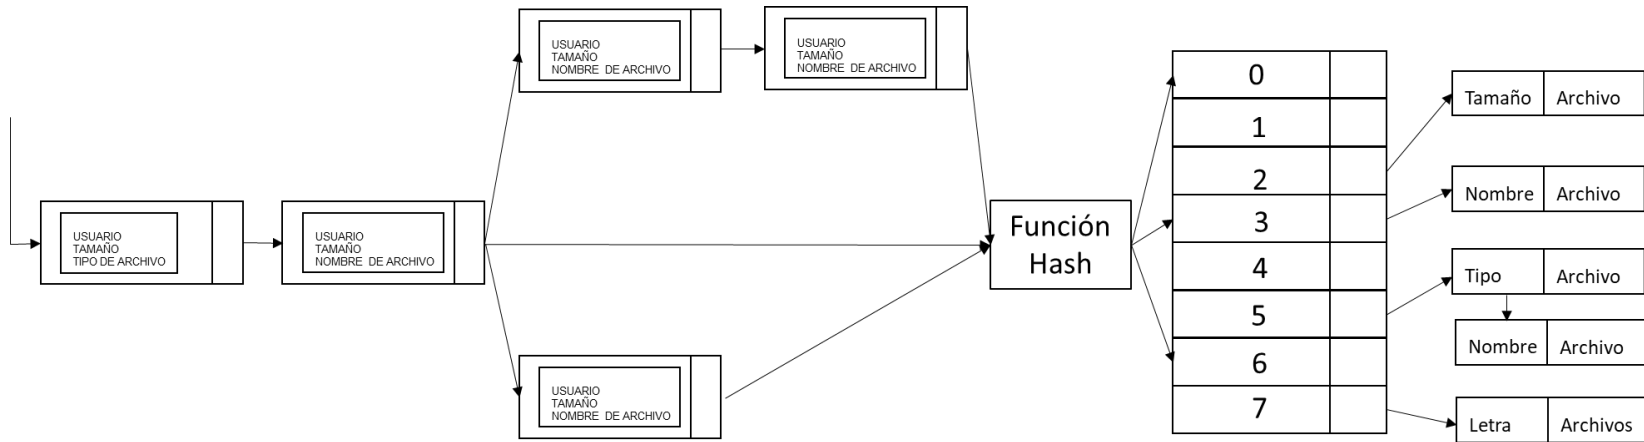 USUARIO
TAMAÑO
TIPO DE ARCHIVO
USUARIO
TAMAÑO
NOMBRE DE ARCHIVO
USUARIO
TAMAÑO
NOMBRE DE ARCHIVO
USUARIO
TAMAÑO
NOMBRE DE ARCHIVO
USUARIO
TAMAÑO
NOMBRE DE ARCHIVO
Función
Hash
0
1
2
3
4
5
6
7
Tamaño Archivo
Nombre Archivo
Tipo Archivo
Nombre Archivo
Letra Archivos